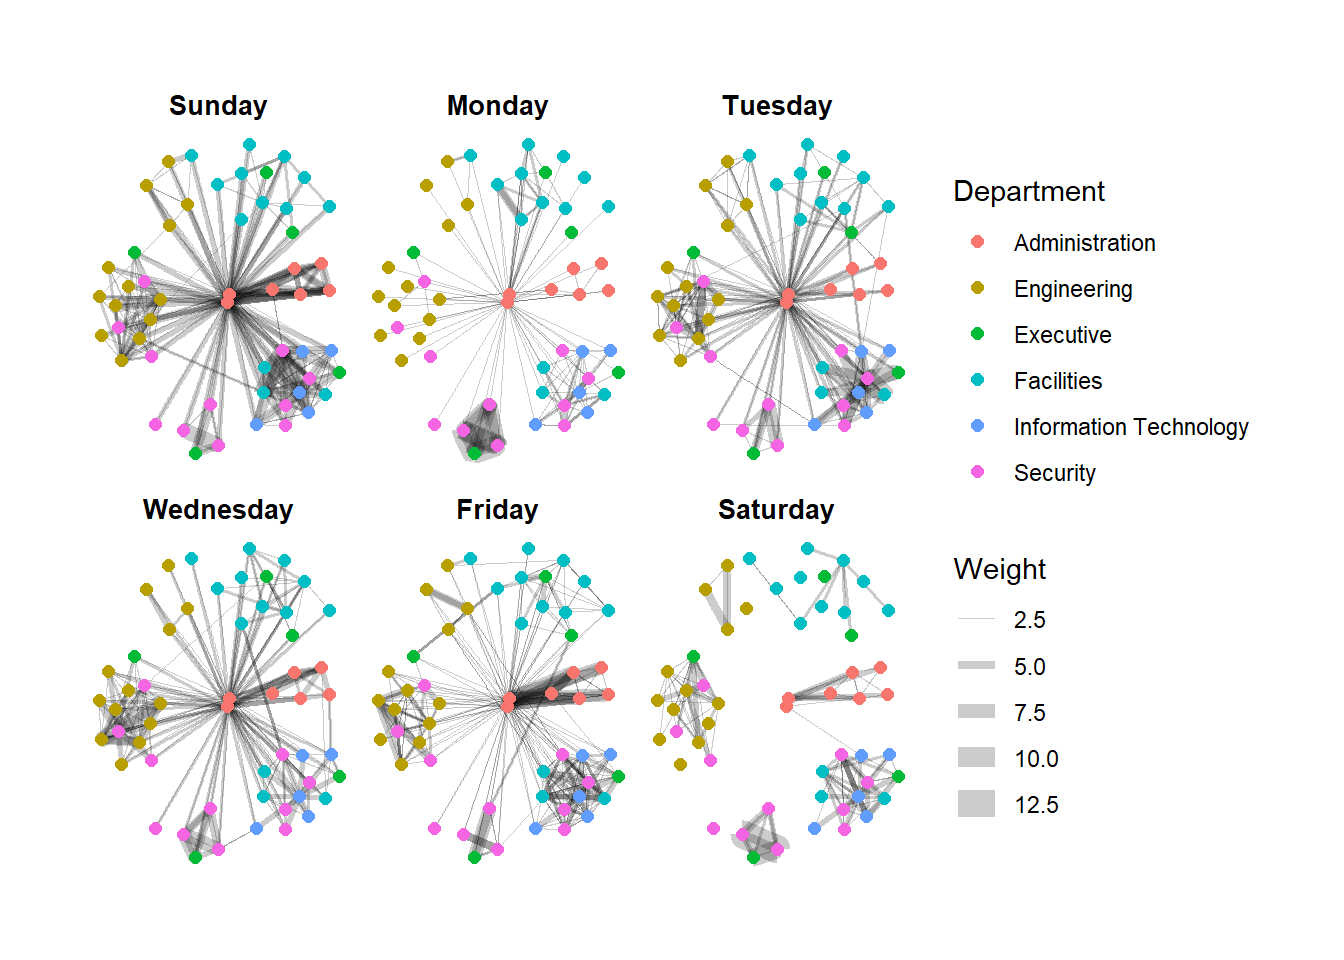 Sunday
Monday
Tuesday
Wednesday
Friday
Saturday
Department
Administration
Engineering
Executive
Facilities
Information Technology
Security
Weight
2.5
5.0
7.5
10.0
12.5